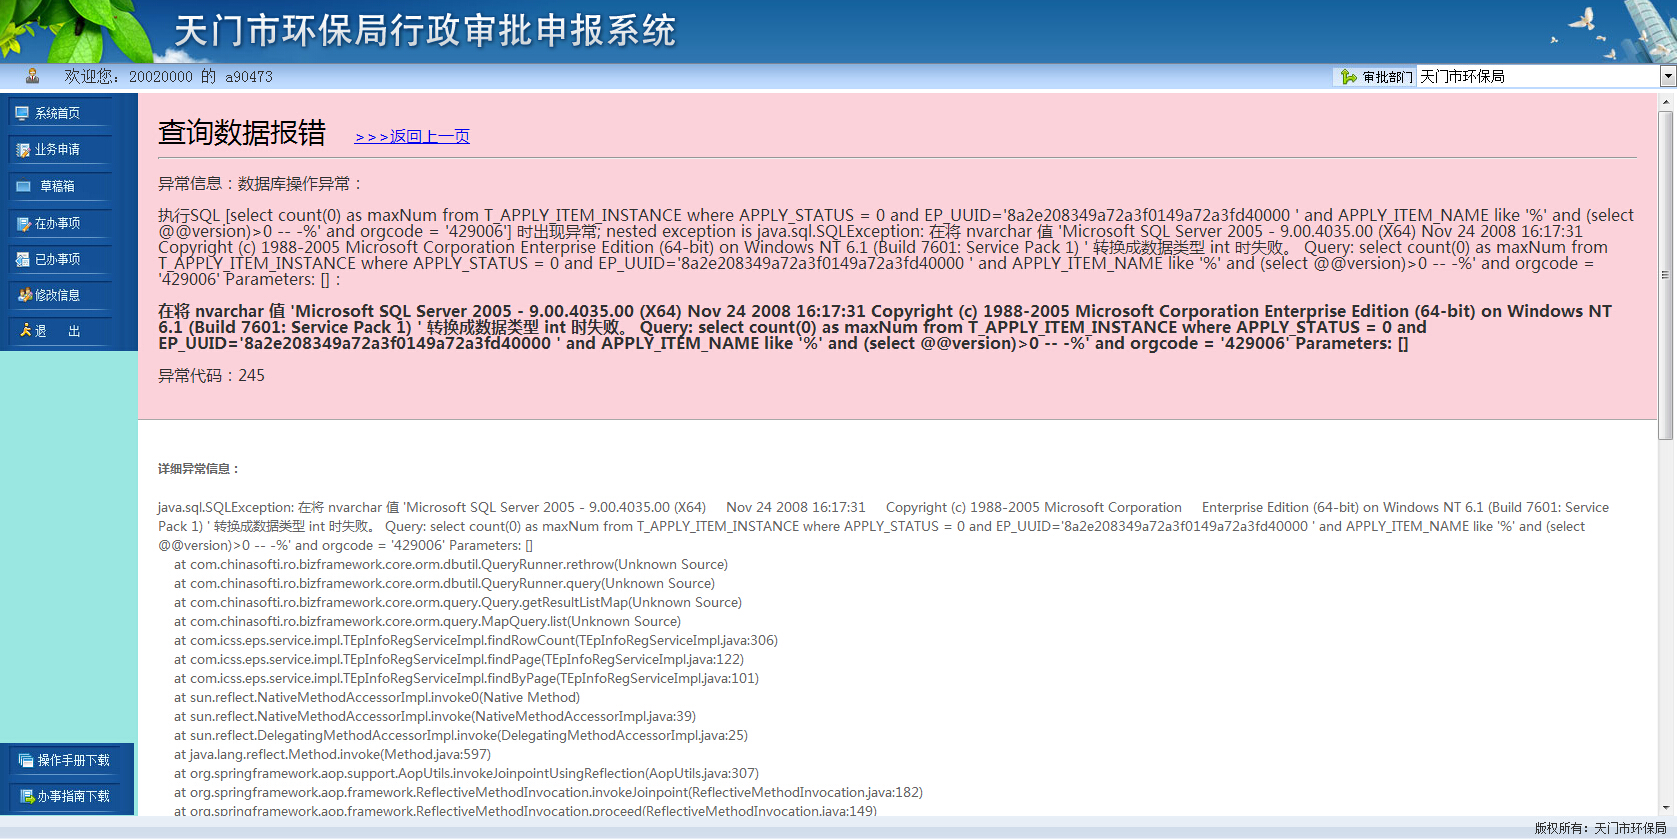 天门市环保局行政审批申报系统
欢迎您：20020000 的 a90473
审批部门 天门市环保局
系统首页
业务申请
草稿箱
在办事项
已办事项
修改信息
退 出
操作手册下载
办事指南下载
查询数据报错 >>>返回上一页
异常信息：数据库操作异常：
执行SQL [select count(0) as maxNum from T_APPLY_ITEM_INSTANCE where APPLY_STATUS = 0 and EP_UUID='8a2e208349a72a3f0149a72a3fd40000 ' and APPLY_ITEM_NAME like '%' and (select
@@version)>0 -- -%' and orgcode = '429006'] 时出现异常; nested exception is java.sql.SQLException: 在将 nvarchar 值 'Microsoft SQL Server 2005 - 9.00.4035.00 (X64) Nov 24 2008 16:17:31
Copyright (c) 1988-2005 Microsoft Corporation Enterprise Edition (64-bit) on Windows NT 6.1 (Build 7601: Service Pack 1) ' 转换成数据类型 int 时失败。 Query: select count(0) as maxNum from
T_APPLY_ITEM_INSTANCE where APPLY_STATUS = 0 and EP_UUID='8a2e208349a72a3f0149a72a3fd40000 ' and APPLY_ITEM_NAME like '%' and (select @@version)>0 -- -%' and orgcode =
'429006' Parameters: []：
在将 nvarchar 值 'Microsoft SQL Server 2005 - 9.00.4035.00 (X64) Nov 24 2008 16:17:31 Copyright (c) 1988-2005 Microsoft Corporation Enterprise Edition (64-bit) on Windows NT
6.1 (Build 7601: Service Pack 1) ' 转换成数据类型 int 时失败。 Query: select count(0) as maxNum from T_APPLY_ITEM_INSTANCE where APPLY_STATUS = 0 and
EP_UUID='8a2e208349a72a3f0149a72a3fd40000 ' and APPLY_ITEM_NAME like '%' and (select @@version)>0 -- -%' and orgcode = '429006' Parameters: []
异常代码：245
详细异常信息：
java.sql.SQLException: 在将 nvarchar 值 'Microsoft SQL Server 2005 - 9.00.4035.00 (X64) Nov 24 2008 16:17:31 Copyright (c) 1988-2005 Microsoft Corporation Enterprise Edition (64-bit) on Windows NT 6.1 (Build 7601: Service
Pack 1) ' 转换成数据类型 int 时失败。 Query: select count(0) as maxNum from T_APPLY_ITEM_INSTANCE where APPLY_STATUS = 0 and EP_UUID='8a2e208349a72a3f0149a72a3fd40000 ' and APPLY_ITEM_NAME like '%' and (select
@@version)>0 -- -%' and orgcode = '429006' Parameters: []
at com.chinasofti.ro.bizframework.core.orm.dbutil.QueryRunner.rethrow(Unknown Source)
at com.chinasofti.ro.bizframework.core.orm.dbutil.QueryRunner.query(Unknown Source)
at com.chinasofti.ro.bizframework.core.orm.query.Query.getResultListMap(Unknown Source)
at com.chinasofti.ro.bizframework.core.orm.query.MapQuery.list(Unknown Source)
at com.icss.eps.service.impl.TEpInfoRegServiceImpl.findRowCount(TEpInfoRegServiceImpl.java:306)
at com.icss.eps.service.impl.TEpInfoRegServiceImpl.findPage(TEpInfoRegServiceImpl.java:122)
at com.icss.eps.service.impl.TEpInfoRegServiceImpl.findByPage(TEpInfoRegServiceImpl.java:101)
at sun.reflect.NativeMethodAccessorImpl.invoke0(Native Method)
at sun.reflect.NativeMethodAccessorImpl.invoke(NativeMethodAccessorImpl.java:39)
at sun.reflect.DelegatingMethodAccessorImpl.invoke(DelegatingMethodAccessorImpl.java:25)
at java.lang.reflect.Method.invoke(Method.java:597)
at org.springframework.aop.support.AopUtils.invokeJoinpointUsingReflection(AopUtils.java:307)
at org.springframework.aop.framework.ReflectiveMethodInvocation.invokeJoinpoint(ReflectiveMethodInvocation.java:182)
at org.springframework.aop.framework.ReflectiveMethodInvocation.proceed(ReflectiveMethodInvocation.java:149)
版权所有：天门市环保局